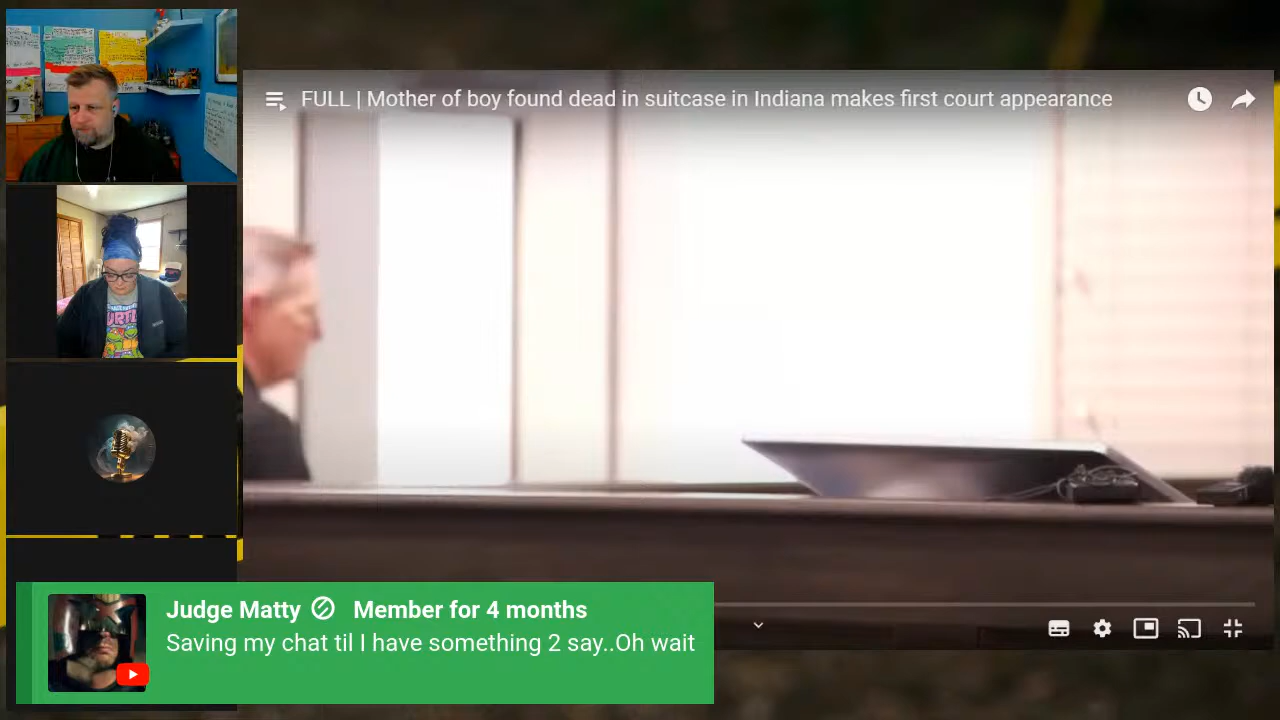 FULL | Mother of boy found dead in suitcase in Indiana makes first court appearance
TURTL
Judge Matty Member for 4 months
Saving my chat til I have something 2 say..Oh wait